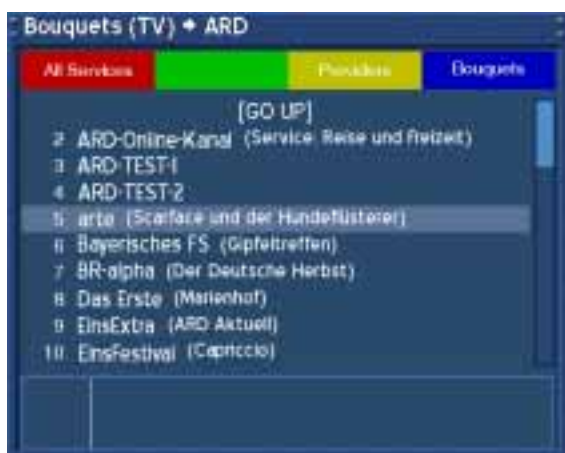 Bouquets (TV) ➧ ARD
All Services Providers Bouquets
[GO UP]
2 ARD-Online-Kanal (Service: Reise und Freizeit)
3 ARD-TEST-1
4 ARD-TEST-2
5 arte (Scarface und der Hundeflüsterer)
6 Bayerisches FS (Gipfeltreffen)
7 BR-alpha (Der Deutsche Herbst)
8 Das Erste (Marienhof)
9 EinsExtra (ARD Aktuell)
10 EinsFestival (Capriccio)